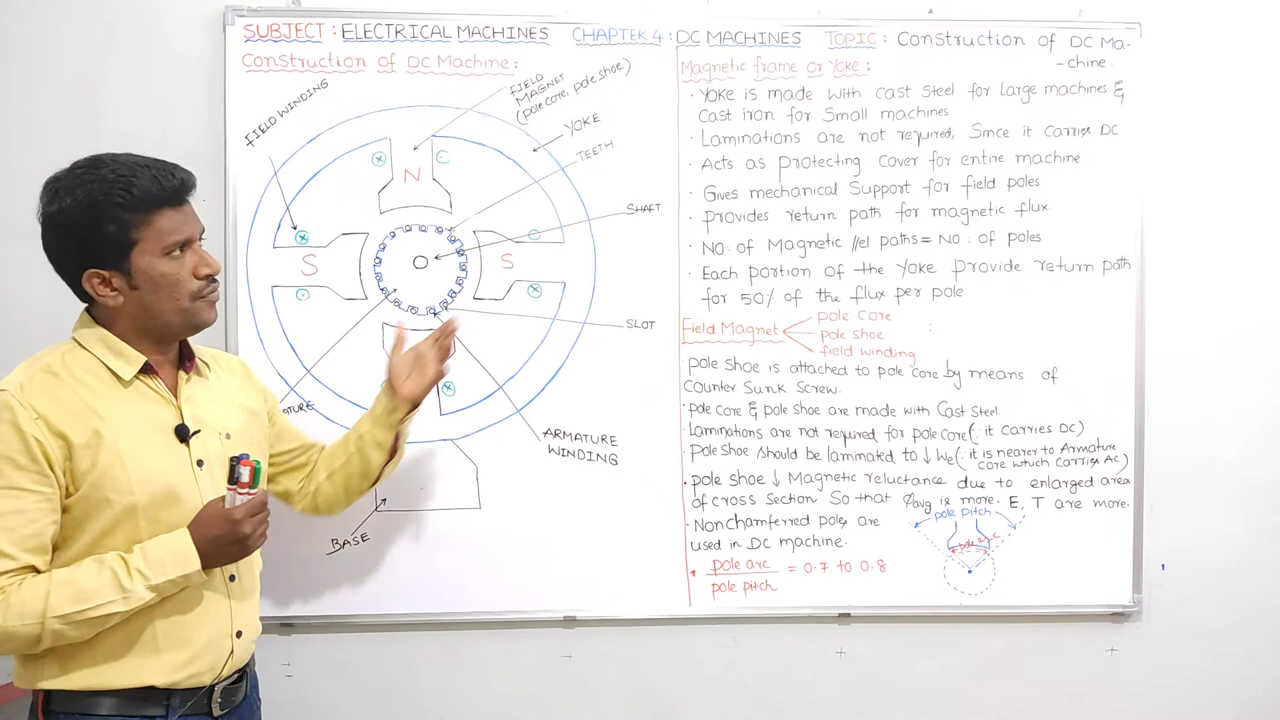 SUBJECT : ELECTRICAL MACHINES CHAPTER 4 : DC MACHINES TOPIC : Construction of DC Ma-
- chine.
Construction of DC Machine :
FIELD WINDING
FIELD
MAGNET
(pole core, pole shoe)
YOKE
TEETH
SHAFT
SLOT
ARMATURE
WINDING
ATURE
BASE
N
S
S
Magnetic frame or Yoke :
· Yoke is made with cast Steel for large machines &
Cast iron for Small machines
· Laminations are not required, Since it carries DC
· Acts as protecting cover for entire machine
· Gives mechanical Support for field poles
· provides return path for magnetic flux.
· No. of Magnetic //el paths = No. of poles
· Each portion of the Yoke provide return path
for 50% of the flux per pole
Field Magnet
pole core
pole shoe
field winding
· pole shoe is attached to pole core by means of
Counter Sunk Screw.
· pole core & pole shoe are made with Cast Steel.
· Laminations are not required for pole core (∵ it carries DC)
· Pole shoe should be laminated to ↓ (∵ it is nearer to Armature
core which carries AC)
· pole shoe ↓ Magnetic reluctance due to enlarged area
of cross Section So that φavg more. E, T are more.
· Nonchamferred poles are
used in DC machine.
· pole arc
pole pitch
= 0.7 to 0.8
pole pitch
pole arc